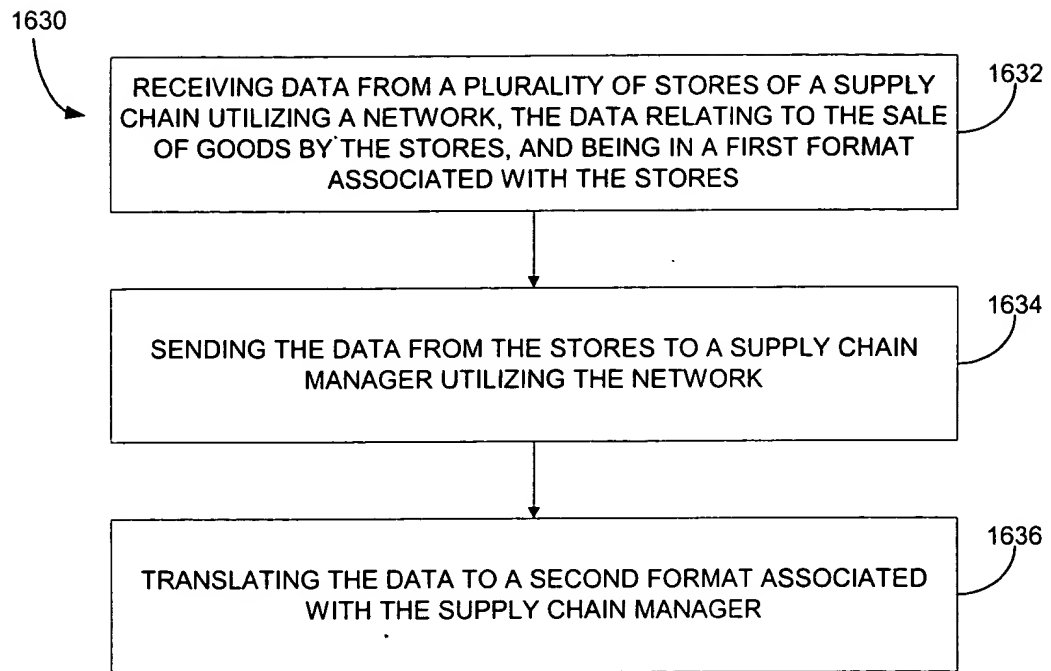 1630
RECEIVING DATA FROM A PLURALITY OF STORES OF A SUPPLY
CHAIN UTILIZING A NETWORK, THE DATA RELATING TO THE SALE
OF GOODS BY THE STORES, AND BEING IN A FIRST FORMAT
ASSOCIATED WITH THE STORES
1632
SENDING THE DATA FROM THE STORES TO A SUPPLY CHAIN
MANAGER UTILIZING THE NETWORK
1634
TRANSLATING THE DATA TO A SECOND FORMAT ASSOCIATED
WITH THE SUPPLY CHAIN MANAGER
1636